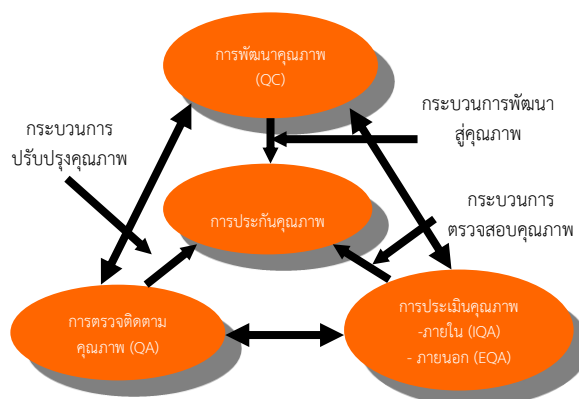 การพัฒนาคุณภาพ
(QC)
กระบวนการ
ปรับปรุงคุณภาพ
กระบวนการพัฒนา
สู่คุณภาพ
การประกันคุณภาพ
กระบวนการ
ตรวจสอบคุณภาพ
การตรวจติดตาม
คุณภาพ (QA)
การประเมินคุณภาพ
-ภายใน (IQA)
- ภายนอก (EQA)